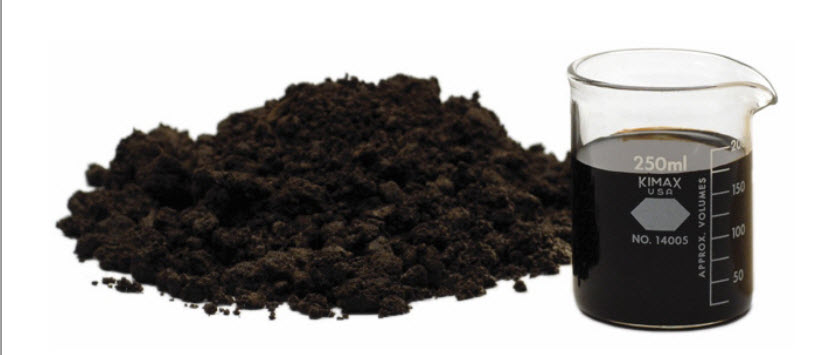 250ml
KIMAX
USA
NO. 14005
APPROX. VOLUMES
150
100
50